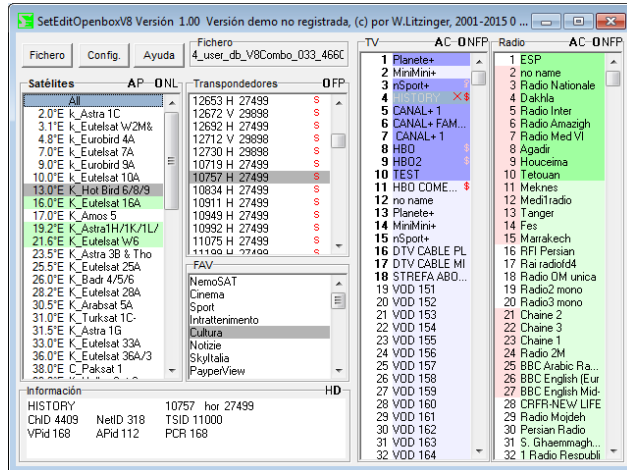 SetEditOpenboxV8 Versión 1.00 Versión demo no registrada, (c) por W.Litzinger, 2001-2015 0 ...
Fichero Config. Ayuda
Fichero
4_user_db_V8Combo_033_466D
Satélites AP ONL
All
2.0°E k_Astra 1C
3.1°E k_Eutelsat W2M&
4.8°E k_Eurobird 4A
7.0°E k_Eutelsat 7A
9.0°E k_Eurobird 9A
10.0°E k_Eutelsat 10A
13.0°E K_Hot Bird 6/8/9
16.0°E K_Eutelsat 16A
17.0°E K_Amos 5
19.2°E K_Astra1H/1K/1L/
21.6°E K_Eutelsat W6
23.5°E K_Astra 3B & Tho
25.5°E K_Eutelsat 25A
26.0°E K_Badr 4/5/6
28.2°E K_Eutelsat 28A
30.5°E K_Arabsat 5A
31.0°E K_Turksat 1C-
31.5°E K_Astra 1G
33.0°E K_Eutelsat 33A
36.0°E K_Eutelsat 36A/3
38.0°E C_Paksat 1
Transpondedores OFP
12653 H 27499 S
12672 V 29898 S
12692 H 27499 S
12712 V 29898 S
12730 H 29898 S
10719 H 27499 S
10757 H 27499 S
10834 H 27499 S
10911 H 27499 S
10949 H 27499 S
10992 H 27499 S
11075 H 27499 S
11199 H 27499 S
FAV
NemoSAT
Cinema
Sport
Intrattenimento
Cultura
Notizie
SkyItalia
PayperView
Información HD
HISTORY 10757 hor 27499
ChID 4409 NetID 318 TSID 11000
VPid 168 APid 112 PCR 168
TV AC-ONFP
1 Planete+
2 MiniMini+
3 nSport+ $
4 HISTORY X$
5 CANAL+ 1
6 CANAL+ FAM...
7 CANAL+ 1
8 HBO $
9 HBO2 $
10 TEST
11 HBO COME... $
12 no name
13 Planete+
14 MiniMini+
15 nSport+
16 DTV CABLE PL
17 DTV CABLE MI
18 STREFA ABO...
19 VOD 151
20 VOD 152
21 VOD 153
22 VOD 154
23 VOD 155
24 VOD 156
25 VOD 157
26 VOD 158
27 VOD 159
28 VOD 160
29 VOD 161
30 VOD 162
31 VOD 163
32 VOD 164
Radio AC-ONFP
1 ESP
2 no name
3 Radio Nationale
4 Dakhla
5 Radio Inter
6 Radio Amazigh
7 Radio Med VI
8 Agadir
9 Houceima
10 Tetouan
11 Meknes
12 Medi1radio
13 Tanger
14 Fes
15 Marrakech
16 RFI Persian
17 Rai radiofd4
18 Radio OM unica
19 Radio2 mono
20 Radio3 mono
21 Chaine 2
22 Chaine 3
23 Chaine 1
24 Radio 2M
25 BBC Arabic Ra...
26 BBC English (Eur
27 BBC English Mid-
28 CRFR-NEW LIFE
29 Radio Mojdeh
30 Persian Radio
31 S. Ghaemmagh...
32 1 Radio Respubli